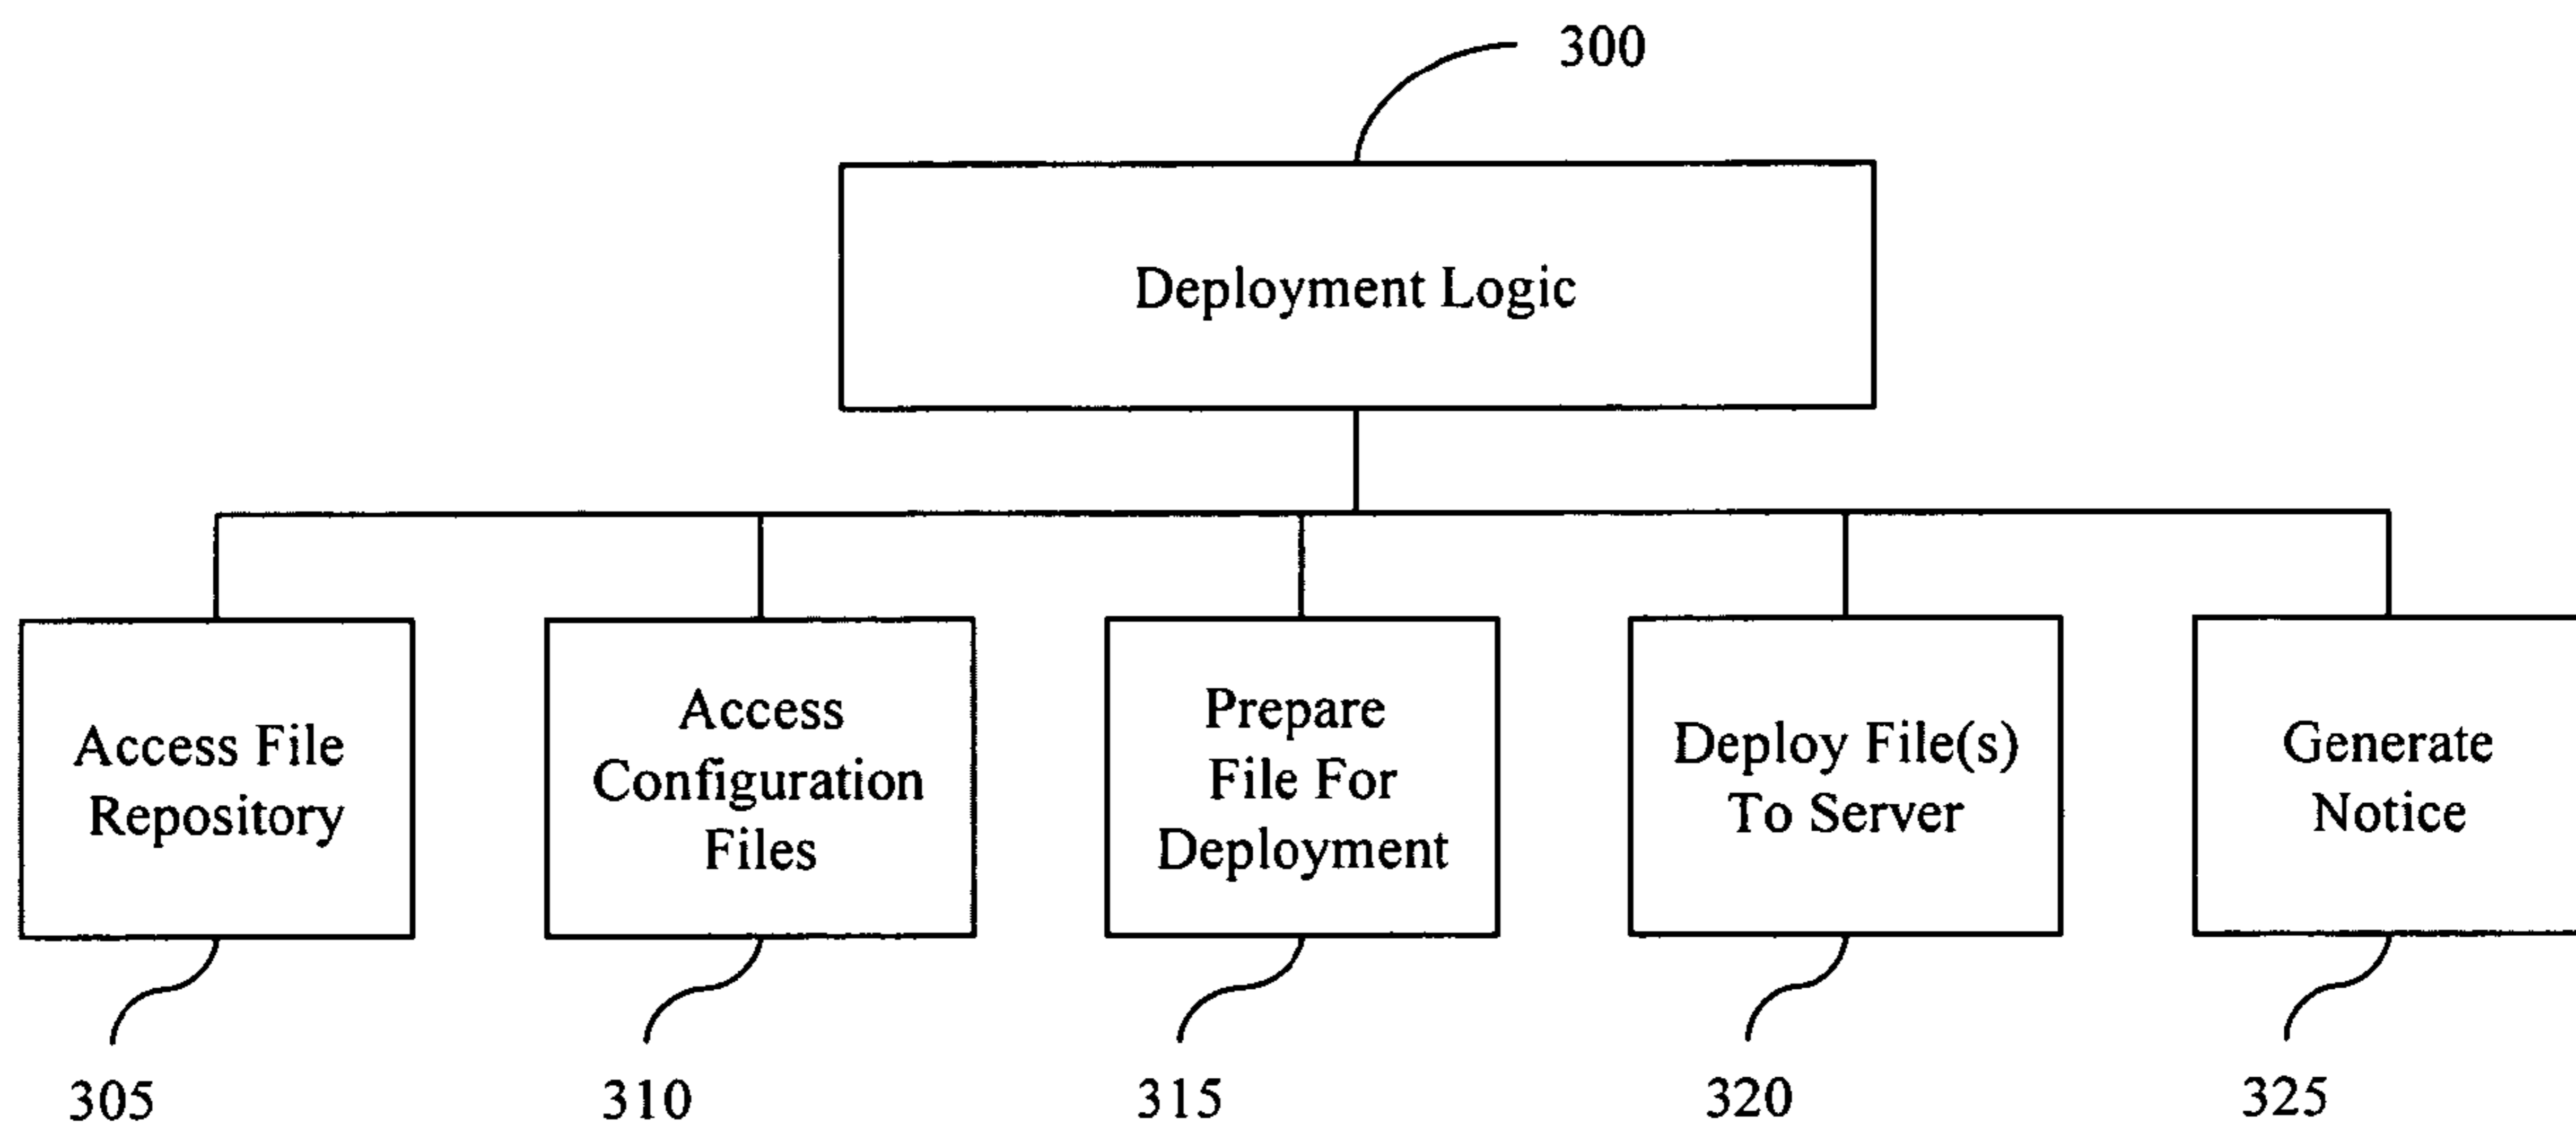 300
Deployment Logic
Access File
Repository
Access
Configuration
Files
Prepare
File For
Deployment
Deploy File(s)
To Server
Generate
Notice
305
310
315
320
325